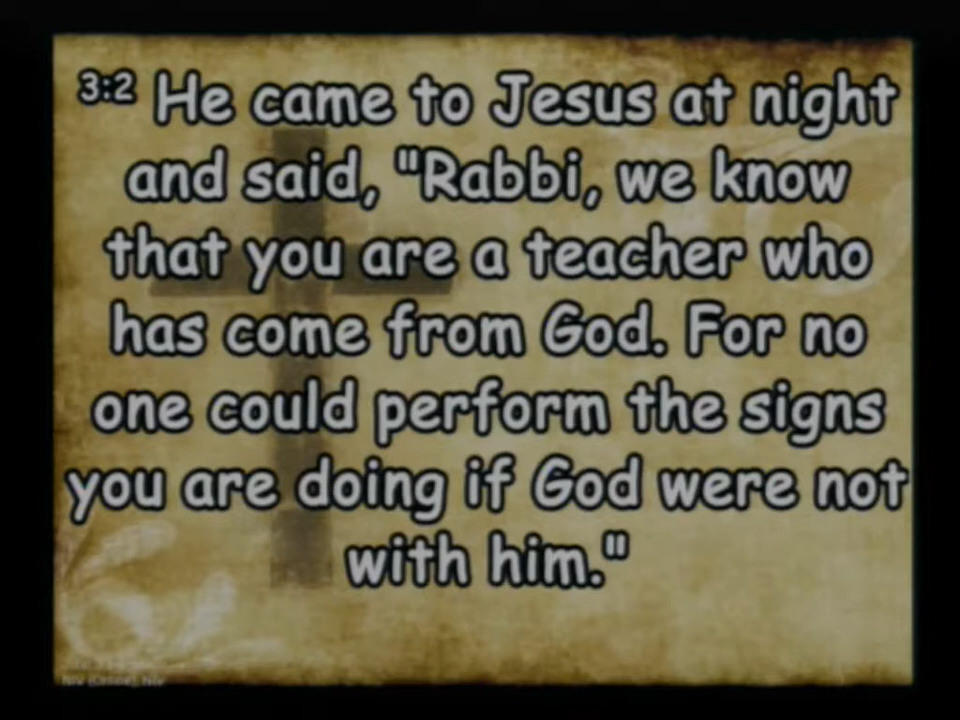 3:2 He came to Jesus at night
and said, "Rabbi, we know
that you are a teacher who
has come from God. For no
one could perform the signs
you are doing if God were not
with him."